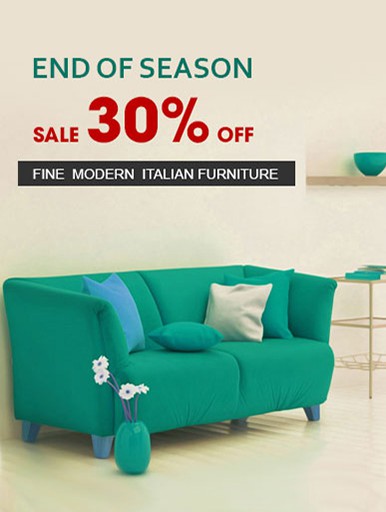 END OF SEASON
SALE 30% OFF
FINE MODERN ITALIAN FURNITURE